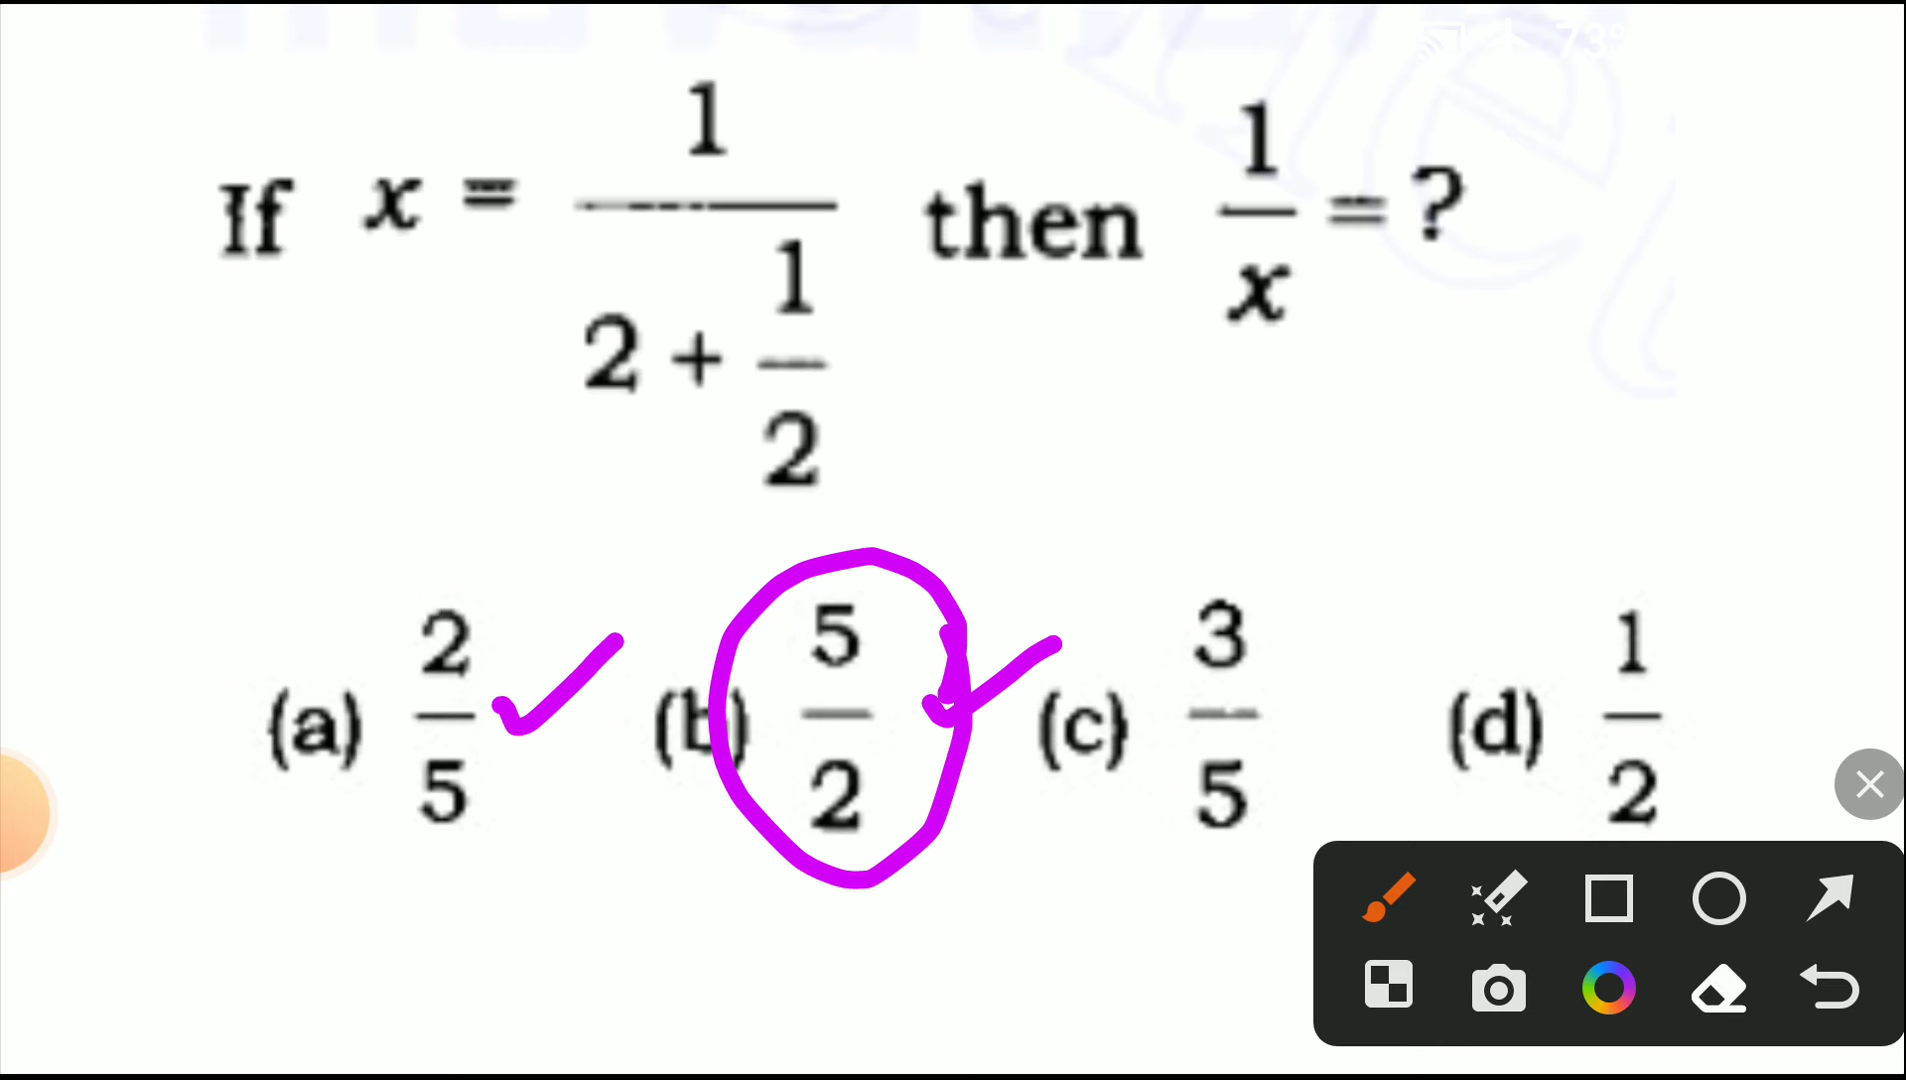 If x = 1 / (2 + 1/2) then 1/x = ?
(a) 2/5 (b) 5/2 (c) 3/5 (d) 1/2